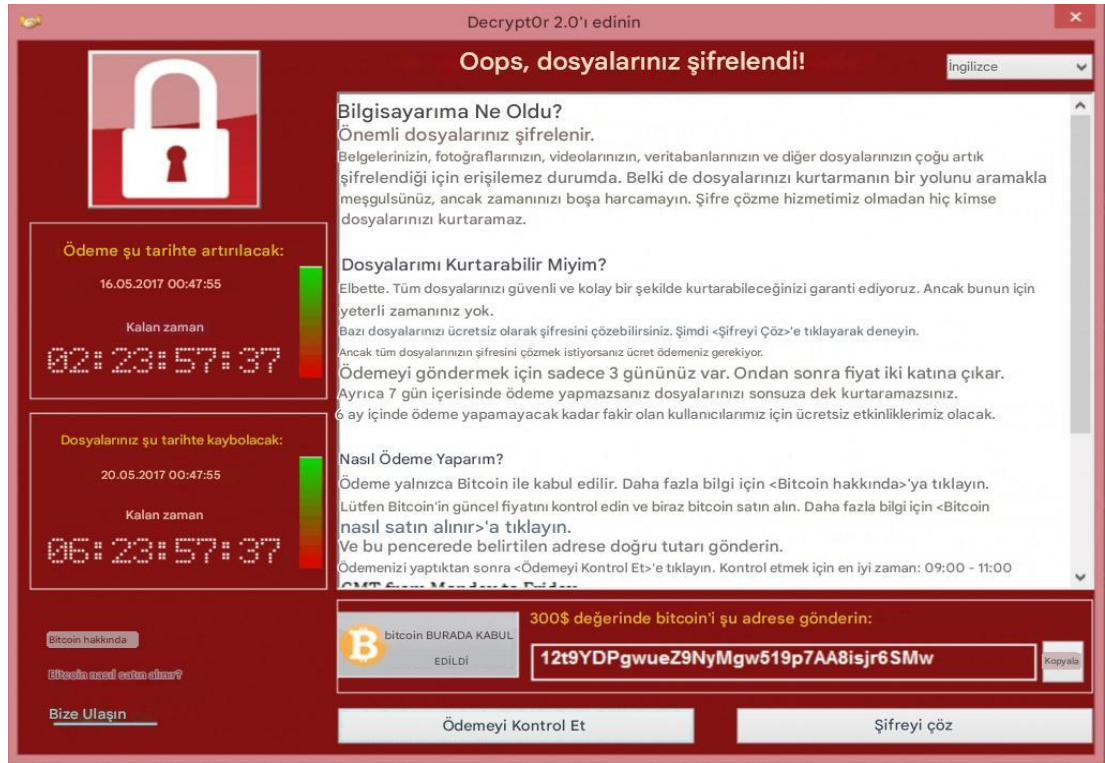 Decrypt0r 2.0'ı edinin
Oops, dosyalarınız şifrelendi!
İngilizce
Bilgisayarıma Ne Oldu?
Önemli dosyalarınız şifrelenir.
Belgelerinizin, fotoğraflarınızın, videolarınızın, veritabanlarınızın ve diğer dosyalarınızın çoğu artık
şifrelendiği için erişilemez durumda. Belki de dosyalarınızı kurtarmanın bir yolunu aramakla
meşgulsünüz, ancak zamanınızı boşa harcamayın. Şifre çözme hizmetimiz olmadan hiç kimse
dosyalarınızı kurtaramaz.
Dosyalarımı Kurtarabilir Miyim?
Elbette. Tüm dosyalarınızı güvenli ve kolay bir şekilde kurtarabileceğinizi garanti ediyoruz. Ancak bunun için
yeterli zamanınız yok.
Bazı dosyalarınızı ücretsiz olarak şifresini çözebilirsiniz. Şimdi <Şifreyi Çöz>'e tıklayarak deneyin.
Ancak tüm dosyalarınızın şifresini çözmek istiyorsanız ücret ödemeniz gerekiyor.
Ödemeyi göndermek için sadece 3 gününüz var. Ondan sonra fiyat iki katına çıkar.
Ayrıca 7 gün içerisinde ödeme yapmazsanız dosyalarınızı sonsuza dek kurtaramazsınız.
6 ay içinde ödeme yapamayacak kadar fakir olan kullanıcılarımız için ücretsiz etkinliklerimiz olacak.
Nasıl Ödeme Yaparım?
Ödeme yalnızca Bitcoin ile kabul edilir. Daha fazla bilgi için <Bitcoin hakkında>'ya tıklayın.
Lütfen Bitcoin'in güncel fiyatını kontrol edin ve biraz bitcoin satın alın. Daha fazla bilgi için <Bitcoin
nasıl satın alınır>'a tıklayın.
Ve bu pencerede belirtilen adrese doğru tutarı gönderin.
Ödemenizi yaptıktan sonra <Ödemeyi Kontrol Et>'e tıklayın. Kontrol etmek için en iyi zaman: 09:00 - 11:00
GMT from Monday to Friday
Ödeme şu tarihte artırılacak:
16.05.2017 00:47:55
Kalan zaman
02:23:57:37
Dosyalarınız şu tarihte kaybolacak:
20.05.2017 00:47:55
Kalan zaman
06:23:57:37
Bitcoin hakkında
Bitcoin nasıl satın alınır?
Bize Ulaşın
bitcoin BURADA KABUL
EDİLDİ
300$ değerinde bitcoin'i şu adrese gönderin:
12t9YDPgwueZ9NyMgw519p7AA8isjr6SMw
Kopyala
Ödemeyi Kontrol Et
Şifreyi çöz